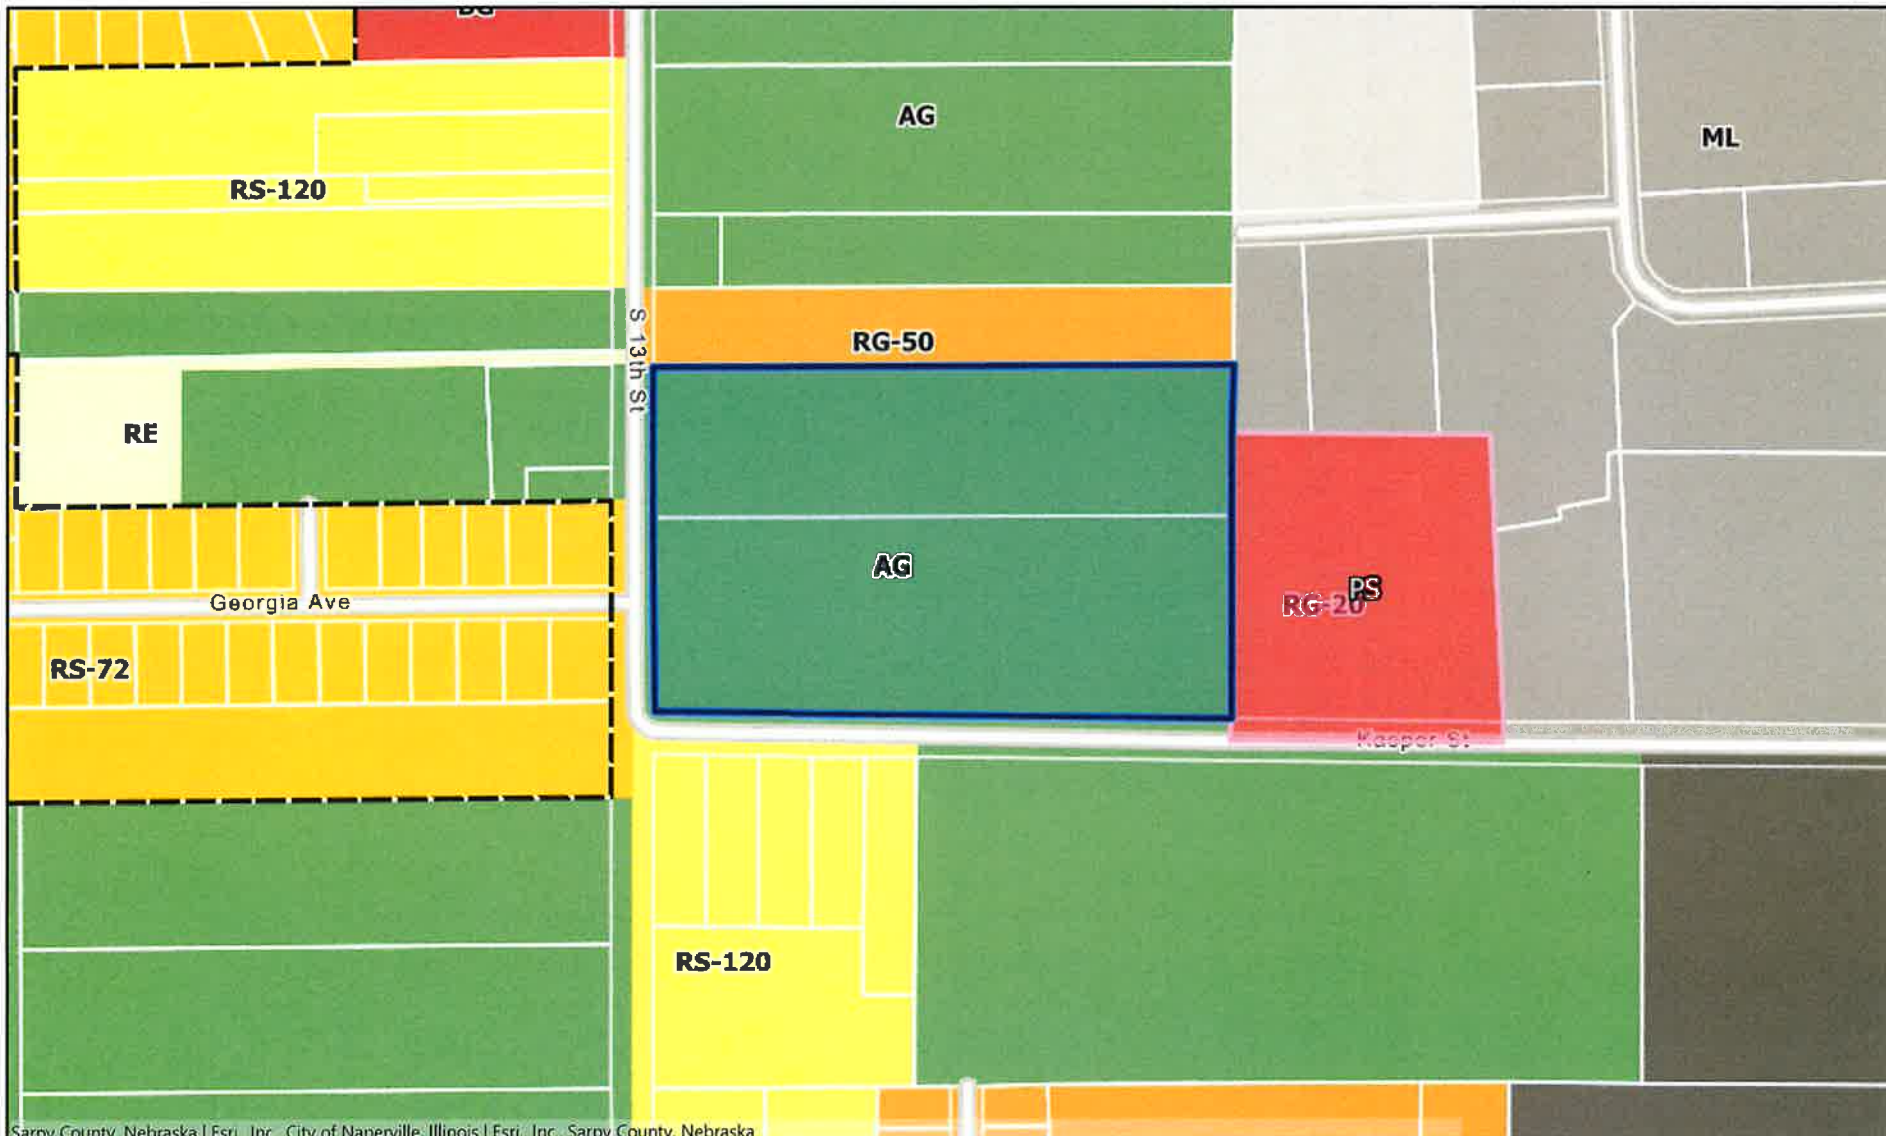 BG
AG
ML
RS-120
S 13th St
RG-50
RE
AG
PS
RG-20
Georgia Ave
RS-72
Kasper St
RS-120
Sarpy County, Nebraska | Esri, Inc., City of Naperville, Illinois | Esri, Inc., Sarpy County, Nebraska